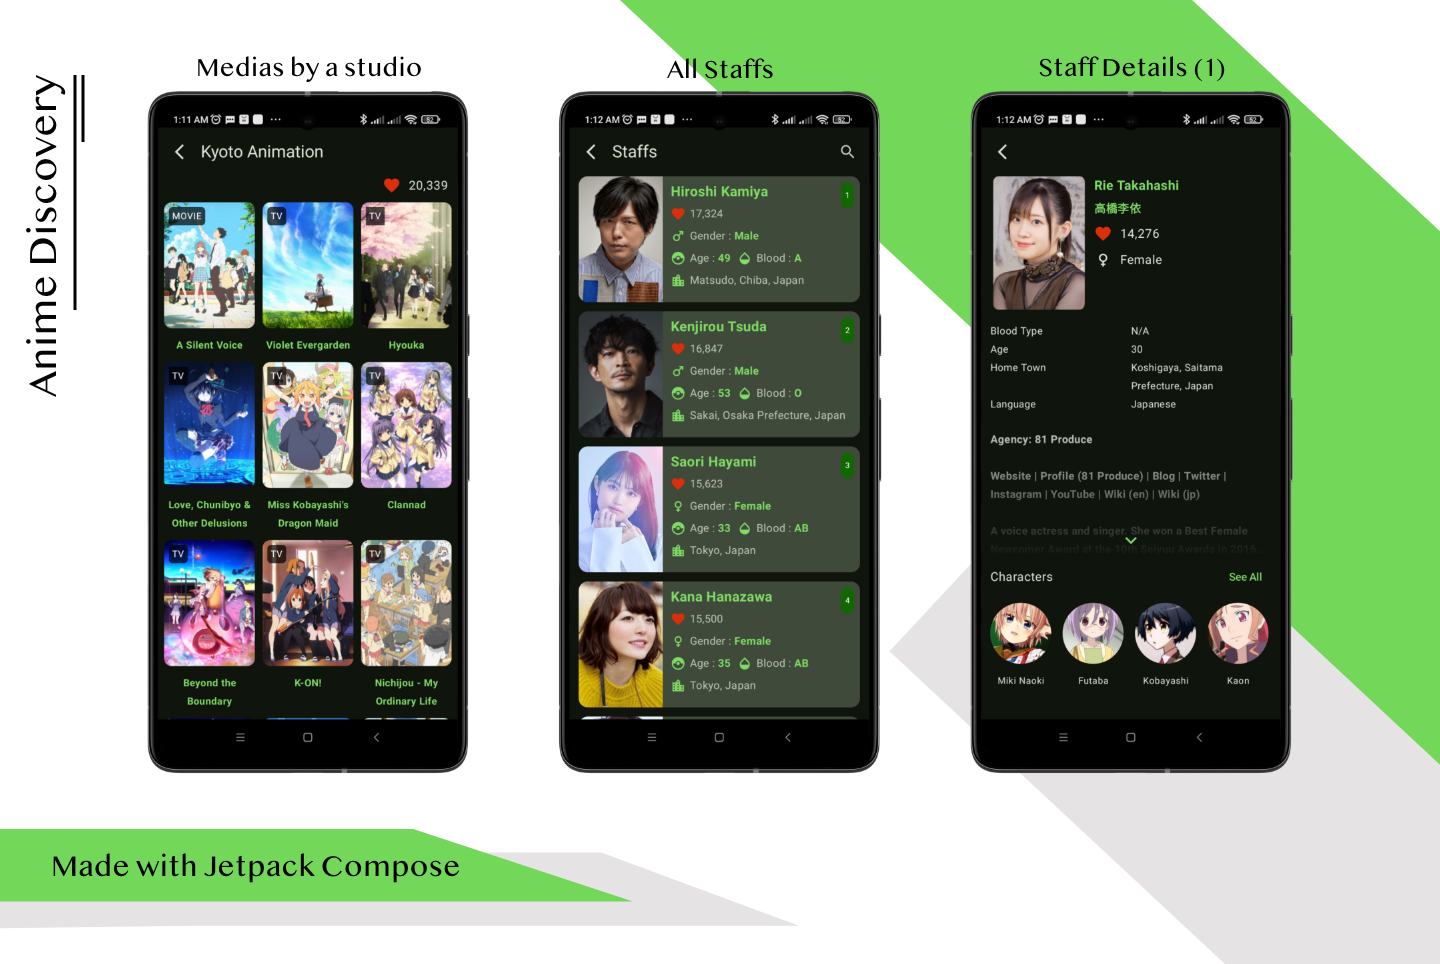 Anime Discovery
Medias by a studio
1:11 AM
52
Kyoto Animation
20,339
MOVIE
TV
TV
A Silent Voice
Violet Evergarden
Hyouka
TV
TV
TV
Love, Chunibyo &
Other Delusions
Miss Kobayashi's
Dragon Maid
Clannad
TV
TV
TV
Beyond the
Boundary
K-ON!
Nichijou - My
Ordinary Life
All Staffs
1:12 AM
52
Staffs
Hiroshi Kamiya
1
17,324
Gender : Male
Age : 49 Blood : A
Matsudo, Chiba, Japan
Kenjirou Tsuda
2
16,847
Gender : Male
Age : 53 Blood : O
Sakai, Osaka Prefecture, Japan
Saori Hayami
3
15,623
Gender : Female
Age : 33 Blood : AB
Tokyo, Japan
Kana Hanazawa
4
15,500
Gender : Female
Age : 35 Blood : AB
Tokyo, Japan
Staff Details (1)
1:12 AM
52
Rie Takahashi
高橋李依
14,276
Female
Blood Type N/A
Age 30
Home Town Koshigaya, Saitama
Prefecture, Japan
Language Japanese
Agency: 81 Produce
Website | Profile (81 Produce) | Blog | Twitter |
Instagram | YouTube | Wiki (en) | Wiki (jp)
A voice actress and singer. She won a Best Female
Newcomer Award at the 10th Seiyuu Awards in 2016...
Characters
See All
Miki Naoki
Futaba
Kobayashi
Kaon
Made with Jetpack Compose